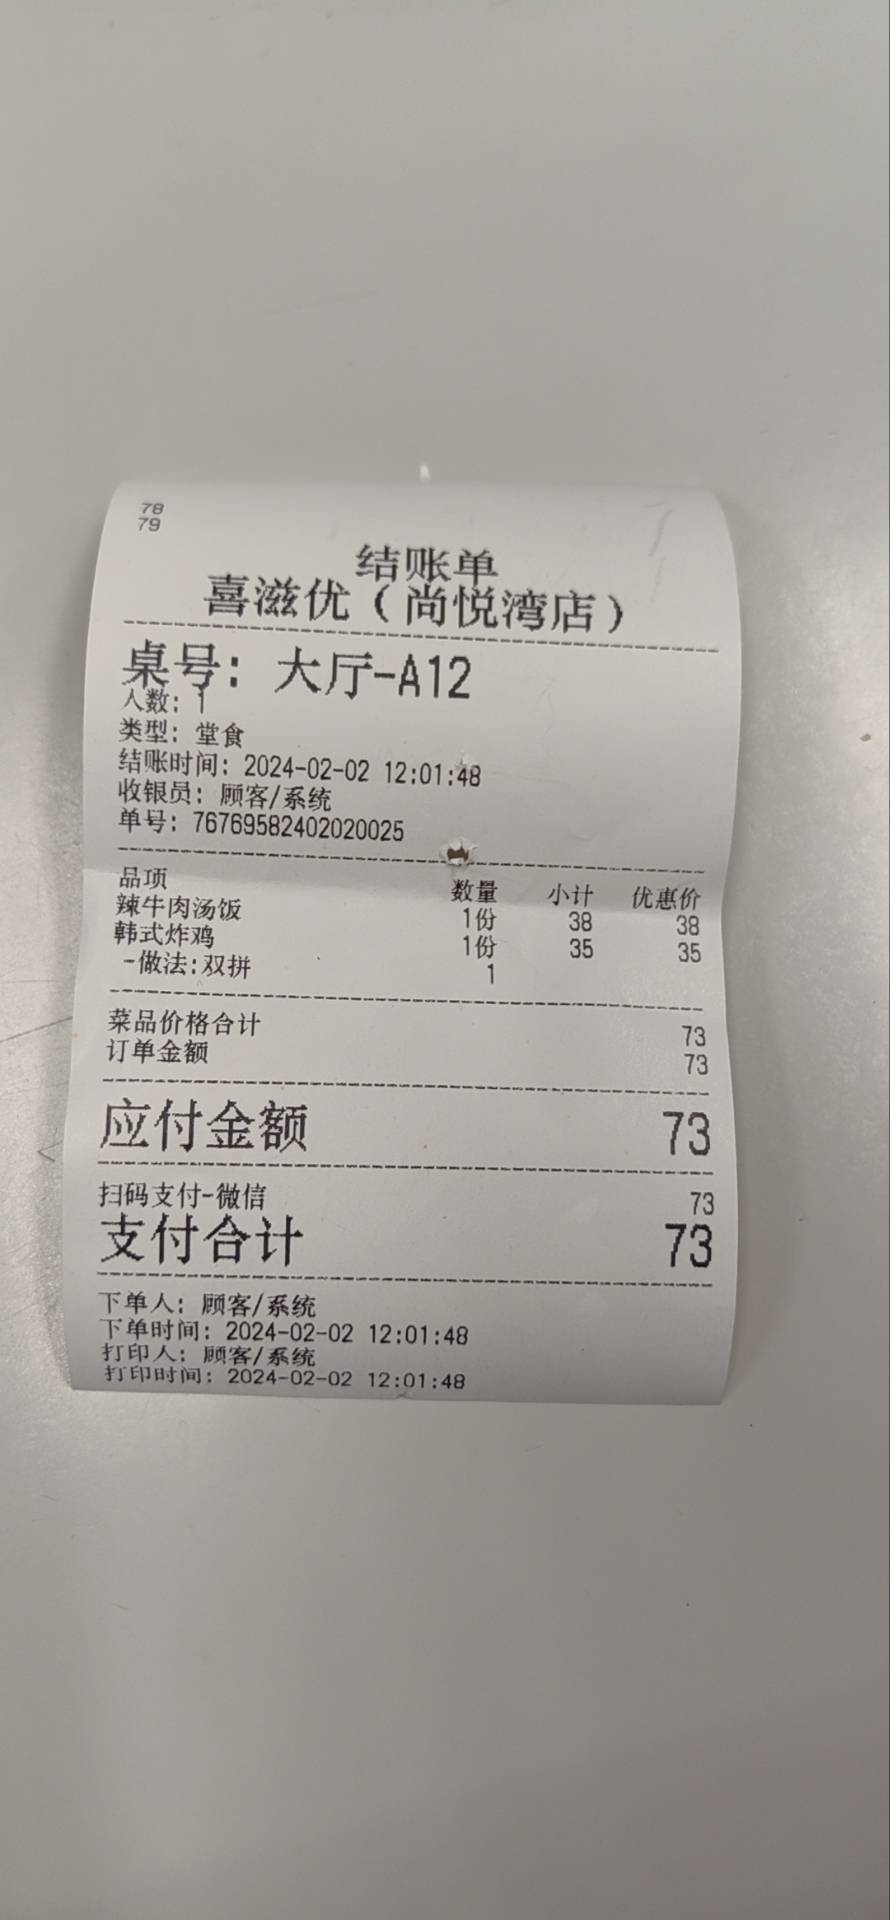 78
79
结账单
喜滋优（尚悦湾店）
桌号: 大厅-A12
人数: 1
类型: 堂食
结账时间: 2024-02-02 12:01:48
收银员: 顾客/系统
单号: 76769582402020025
品项 数量 小计 优惠价
辣牛肉汤饭 1份 38 38
韩式炸鸡 1份 35 35
-做法:双拼 1
菜品价格合计 73
订单金额 73
应付金额 73
扫码支付-微信 73
支付合计 73
下单人: 顾客/系统
下单时间: 2024-02-02 12:01:48
打印人: 顾客/系统
打印时间: 2024-02-02 12:01:48